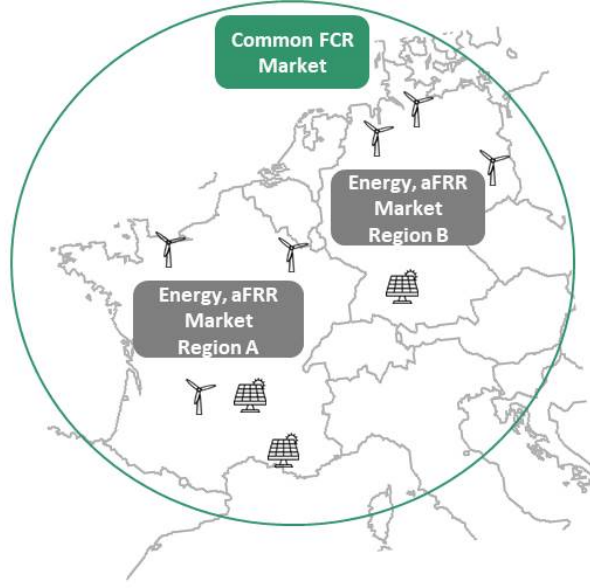 Common FCR
Market
Energy, aFRR
Market
Region B
Energy, aFRR
Market
Region A